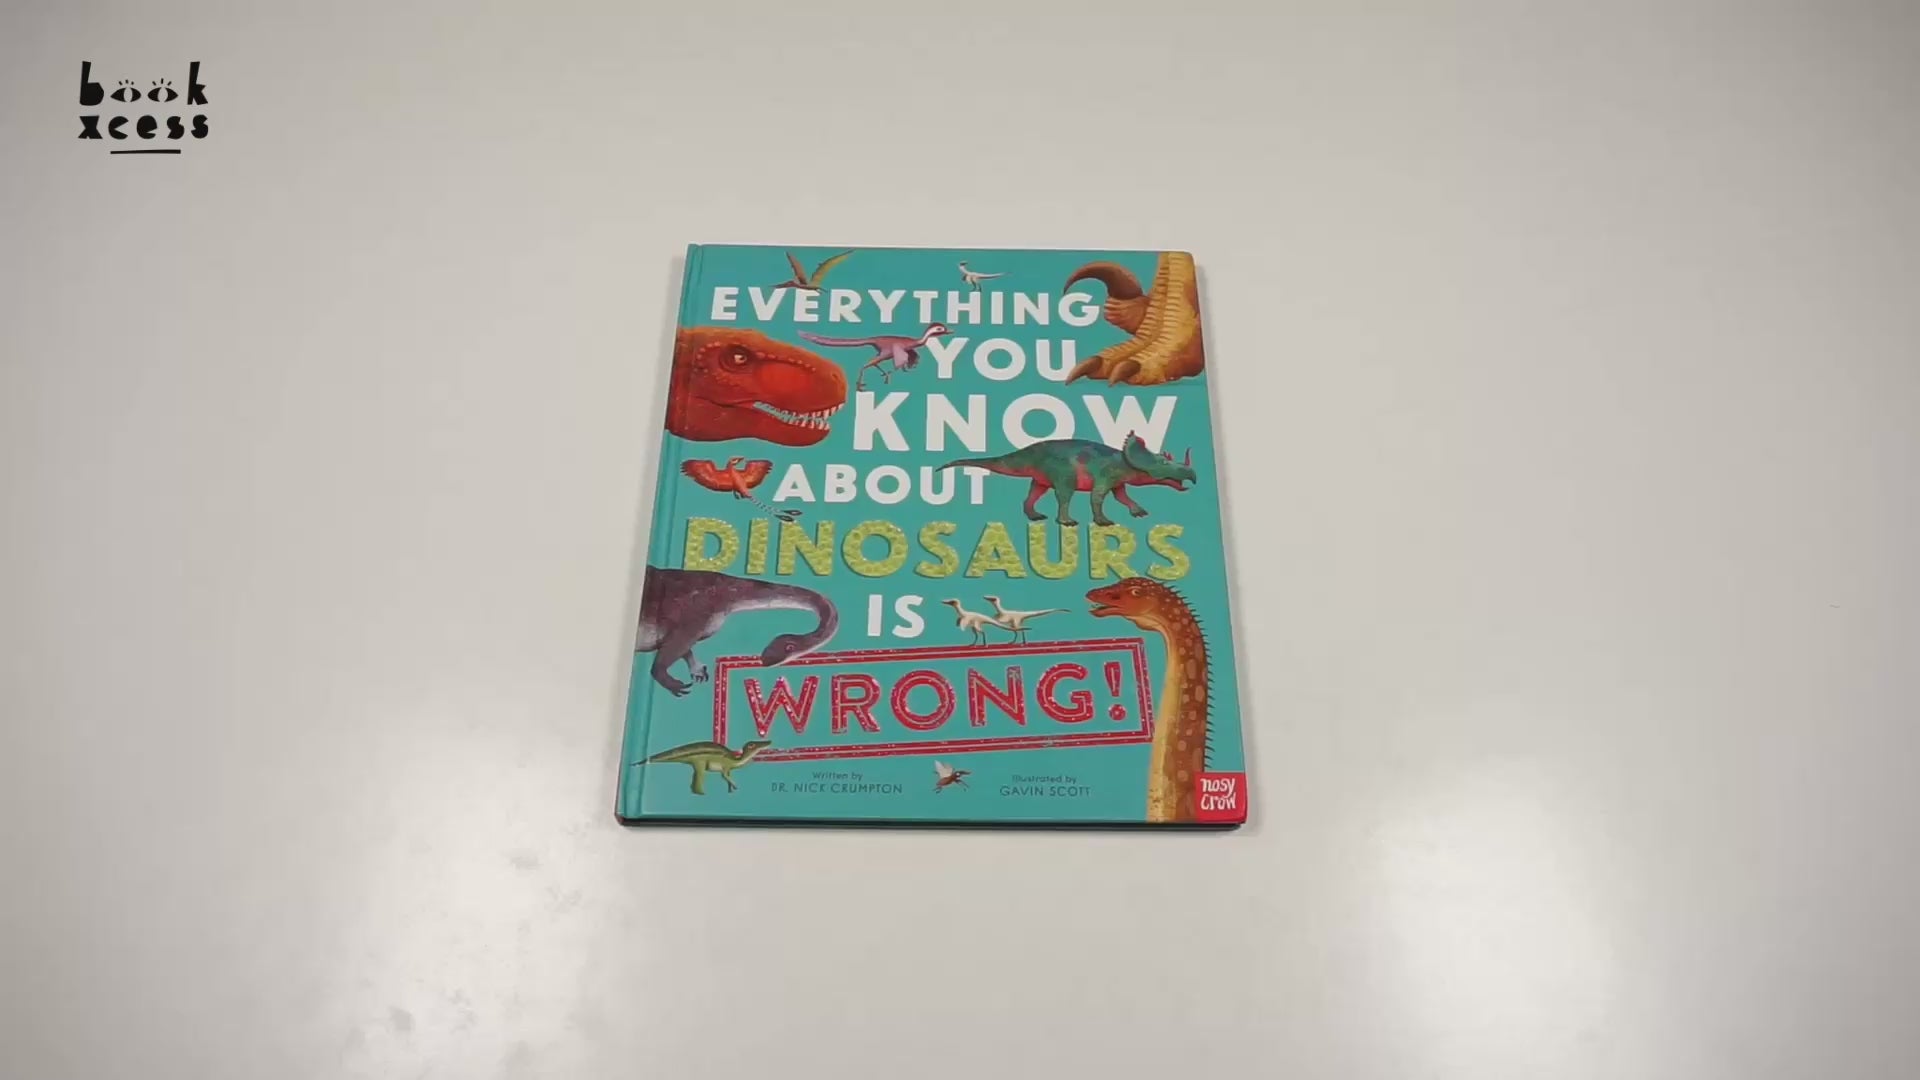 book
xcess
EVERYTHING
YOU
KNOW
ABOUT
DINOSAURS
IS
WRONG!
Written by
DR. NICK CRUMPTON
Illustrated by
GAVIN SCOTT
nosy
crow